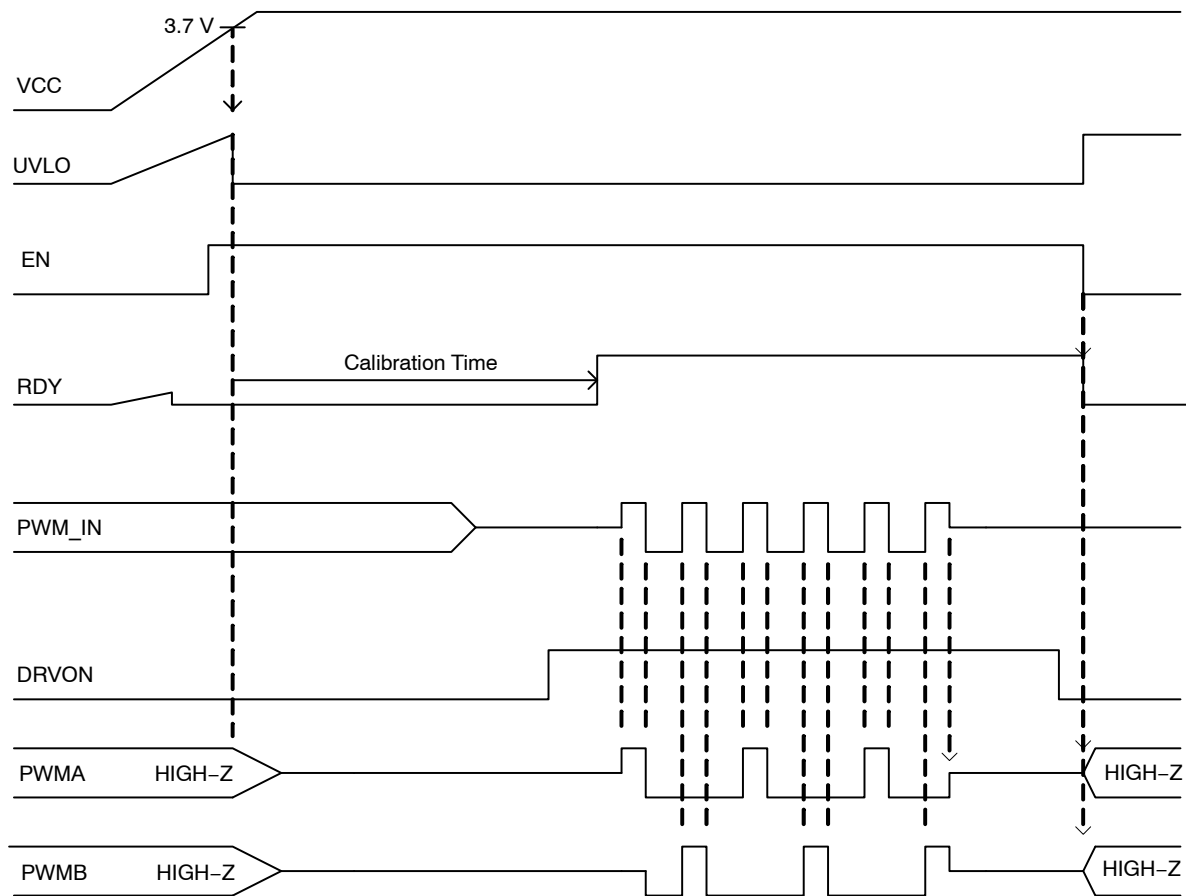 3.7 V
VCC
UVLO
EN
Calibration Time
RDY
PWM_IN
DRVON
PWMA HIGH−Z HIGH−Z
PWMB HIGH−Z HIGH−Z